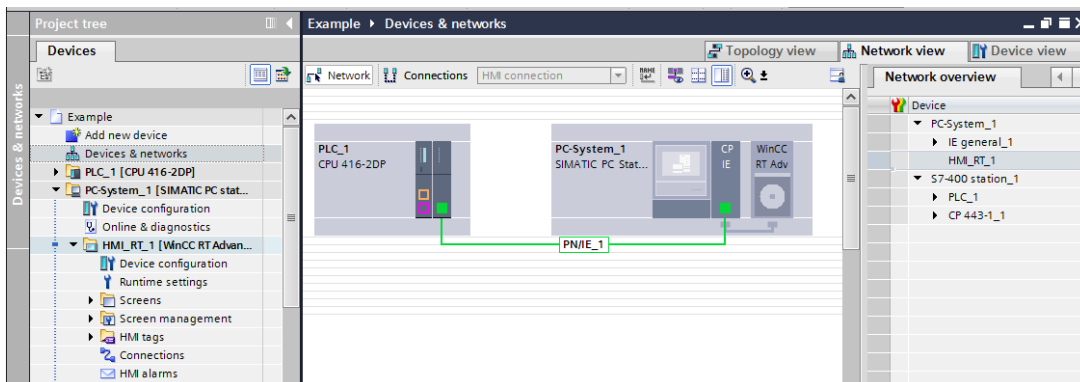 Project tree
Devices
Devices & networks
Example
Add new device
Devices & networks
PLC_1 [CPU 416-2DP]
PC-System_1 [SIMATIC PC stat...
Device configuration
Online & diagnostics
HMI_RT_1 [WinCC RT Advan...
Device configuration
Runtime settings
Screens
Screen management
HMI tags
Connections
HMI alarms
Example Devices & networks
Topology view
Network view
Device view
Network
Connections
HMI connection
PLC_1
CPU 416-2DP
PC-System_1
SIMATIC PC Stat...
CP
IE
WinCC
RT Adv
PN/IE_1
Network overview
Device
PC-System_1
IE general_1
HMI_RT_1
S7-400 station_1
PLC_1
CP 443-1_1